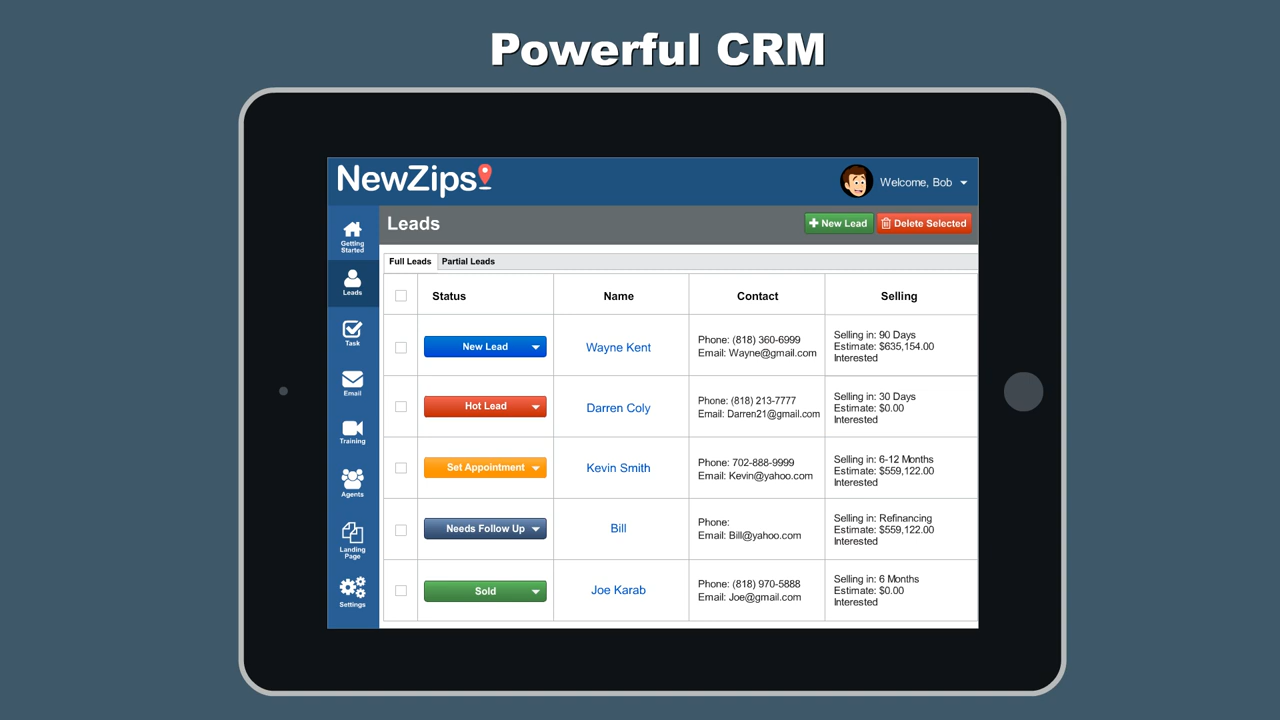 Powerful CRM
NewZips
Welcome, Bob
Leads
New Lead
Delete Selected
Getting
Started
Leads
Task
Email
Training
Agents
Landing
Page
Settings
Full Leads
Partial Leads
Status
Name
Contact
Selling
New Lead
Wayne Kent
Phone: (818) 360-6999
Email: Wayne@gmail.com
Selling in: 90 Days
Estimate: $635,154.00
Interested
Hot Lead
Darren Coly
Phone: (818) 213-7777
Email: Darren21@gmail.com
Selling in: 30 Days
Estimate: $0.00
Interested
Set Appointment
Kevin Smith
Phone: 702-888-9999
Email: Kevin@yahoo.com
Selling in: 6-12 Months
Estimate: $559,122.00
Interested
Needs Follow Up
Bill
Phone:
Email: Bill@yahoo.com
Selling in: Refinancing
Estimate: $559,122.00
Interested
Sold
Joe Karab
Phone: (818) 970-5888
Email: Joe@gmail.com
Selling in: 6 Months
Estimate: $0.00
Interested